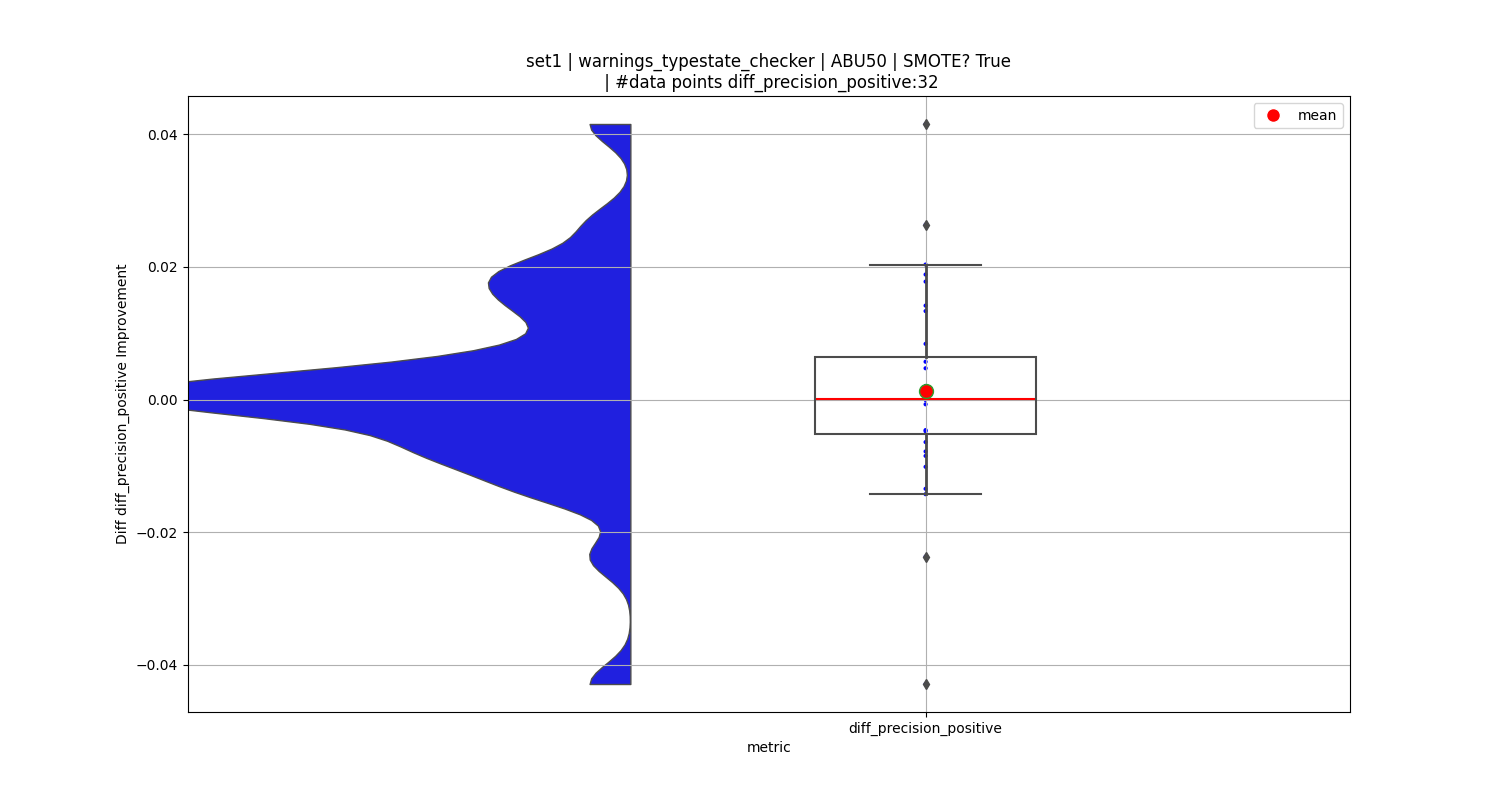 set1 | warnings_typestate_checker | ABU50 | SMOTE? True
| #data points diff_precision_positive:32
mean
0.04
0.02
0.00
−0.02
−0.04
Diff diff_precision_positive Improvement
diff_precision_positive
metric